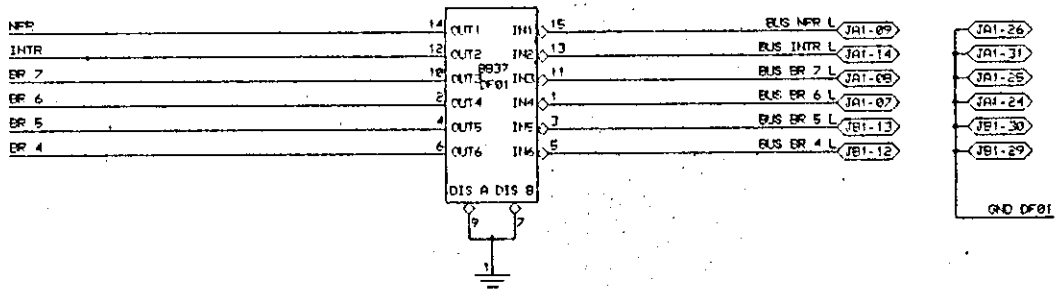 NPR 14 OUT1 IN1 15 BUS NPR L JA1-09 JA1-26
INTR 12 OUT2 IN2 13 BUS INTR L JA1-14 JA1-31
BR 7 10 OUT3 8837 IN3 11 BUS BR 7 L JA1-08 JA1-25
DF01
BR 6 2 OUT4 IN4 1 BUS BR 6 L JA1-07 JA1-24
BR 5 4 OUT5 IN5 3 BUS BR 5 L JB1-13 JB1-30
BR 4 6 OUT6 IN6 5 BUS BR 4 L JB1-12 JB1-29
DIS A DIS B
9 7
GND DF01
1